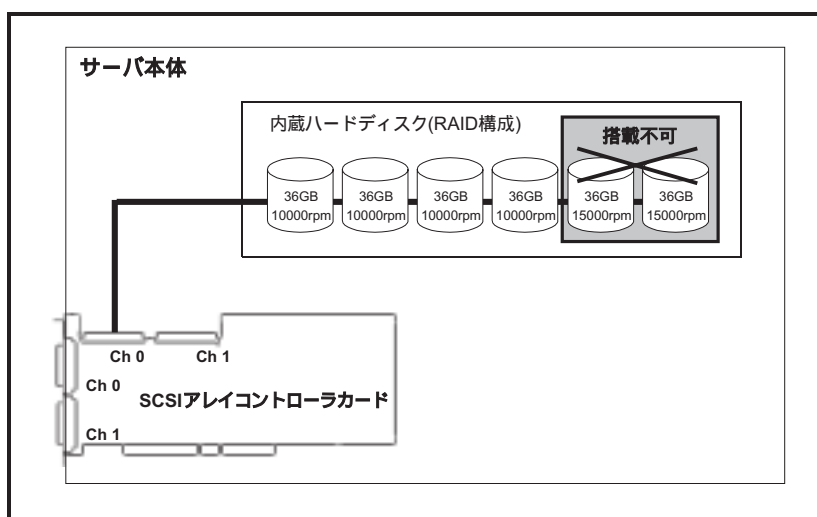 サーバ本体
内蔵ハードディスク(RAID構成)
搭載不可
36GB 36GB 36GB 36GB 36GB 36GB
10000rpm 10000rpm 10000rpm 10000rpm 15000rpm 15000rpm
Ch 0 Ch 1
Ch 0
SCSIアレイコントローラカード
Ch 1